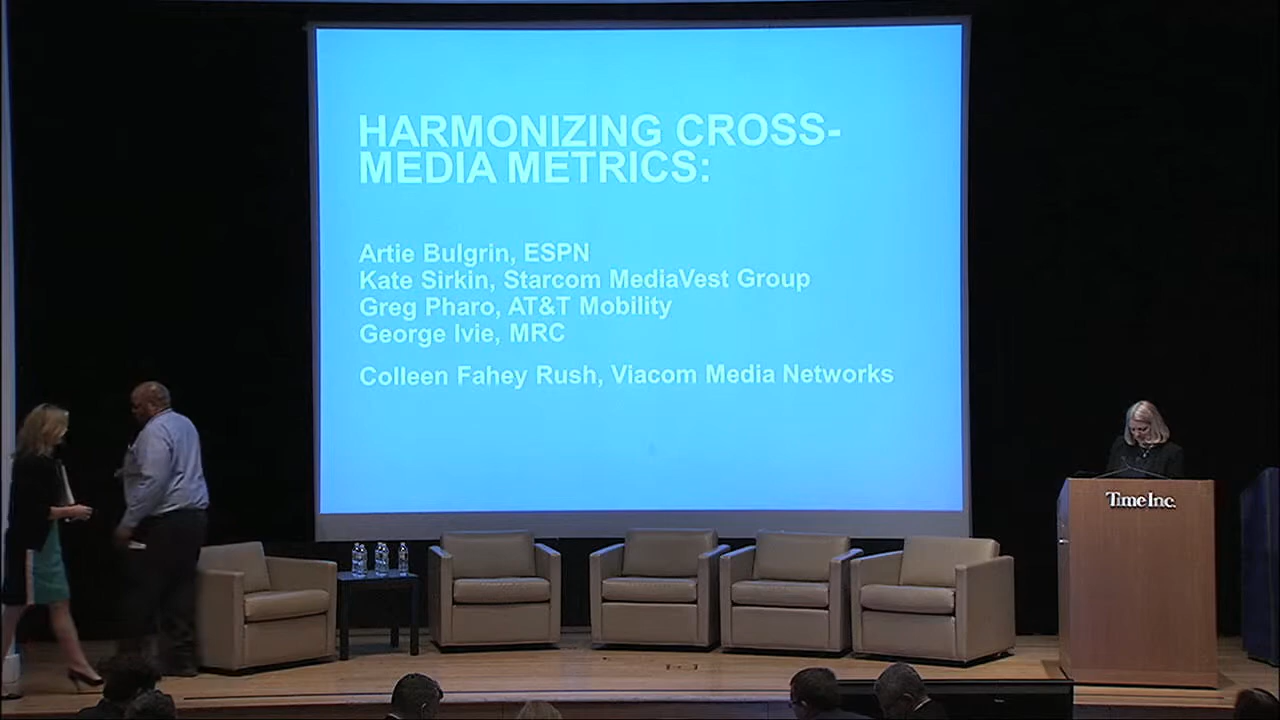 HARMONIZING CROSS-
MEDIA METRICS:
Artie Bulgrin, ESPN
Kate Sirkin, Starcom MediaVest Group
Greg Pharo, AT&T Mobility
George Ivie, MRC
Colleen Fahey Rush, Viacom Media Networks
Time Inc.